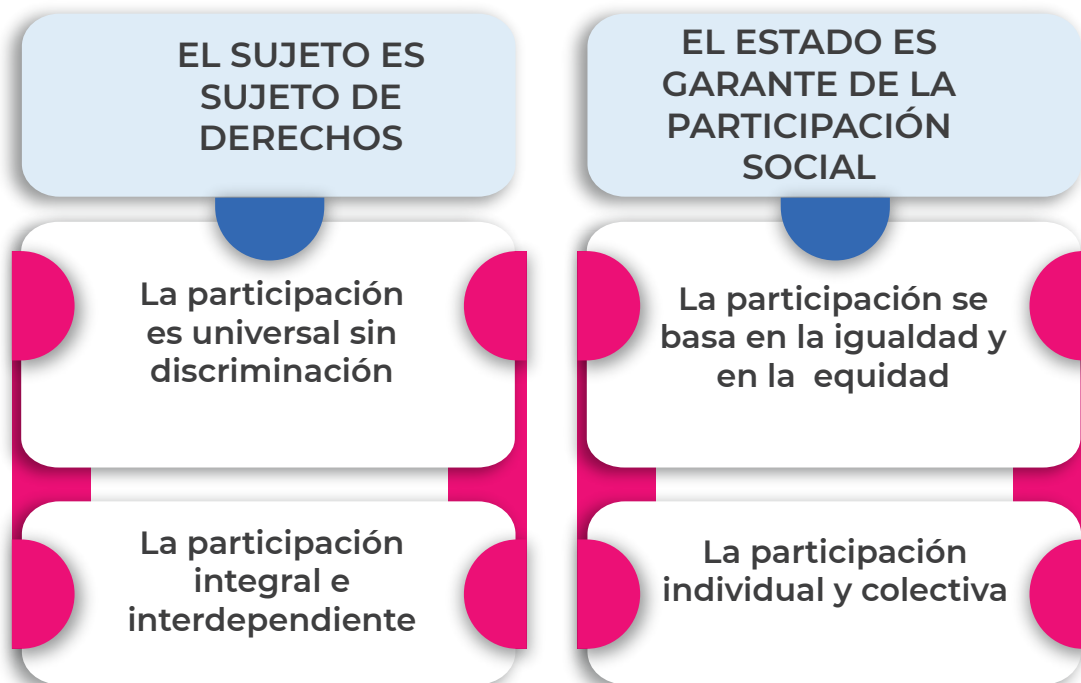 EL SUJETO ES
SUJETO DE
DERECHOS
La participación
es universal sin
discriminación
La participación
integral e
interdependiente
EL ESTADO ES
GARANTE DE LA
PARTICIPACIÓN
SOCIAL
La participación se
basa en la igualdad y
en la equidad
La participación
individual y colectiva